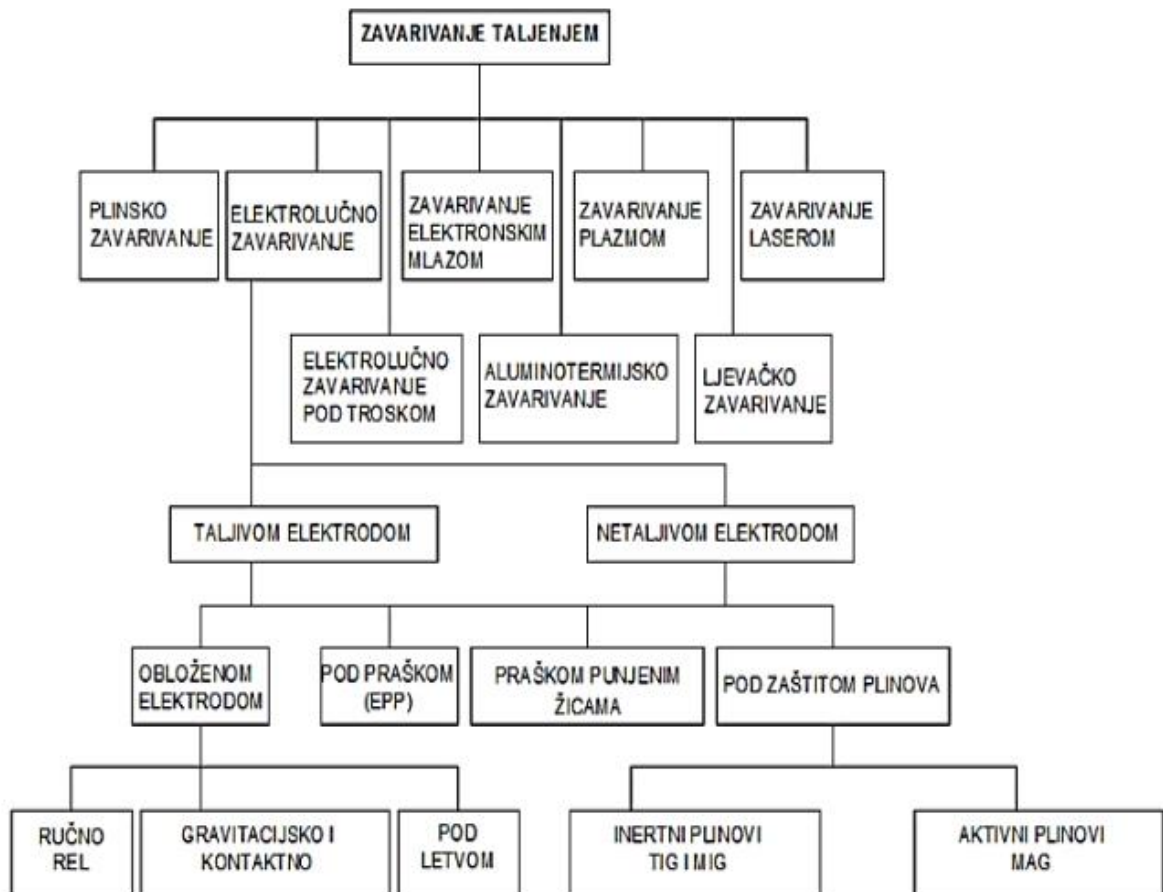 ZAVARIVANJE TALJENJEM
PLINSKO
ZAVARIVANJE
ELEKTROLUČNO
ZAVARIVANJE
ZAVARIVANJE
ELEKTRONSKIM
MLAZOM
ZAVARIVANJE
PLAZMOM
ZAVARIVANJE
LASEROM
ELEKTROLUČNO
ZAVARIVANJE
POD TROSKOM
ALUMINOTERMIJSKO
ZAVARIVANJE
LJEVAČKO
ZAVARIVANJE
TALJIVOM ELEKTRODOM
NETALJIVOM ELEKTRODOM
OBLOŽENOM
ELEKTRODOM
POD PRAŠKOM
(EPP)
PRAŠKOM PUNJENIM
ŽICAMA
POD ZAŠTITOM PLINOVA
RUČNO
REL
GRAVITACIJSKO I
KONTAKTNO
POD
LETVOM
INERTNI PLINOVI
TIG I MIG
AKTIVNI PLINOVI
MAG